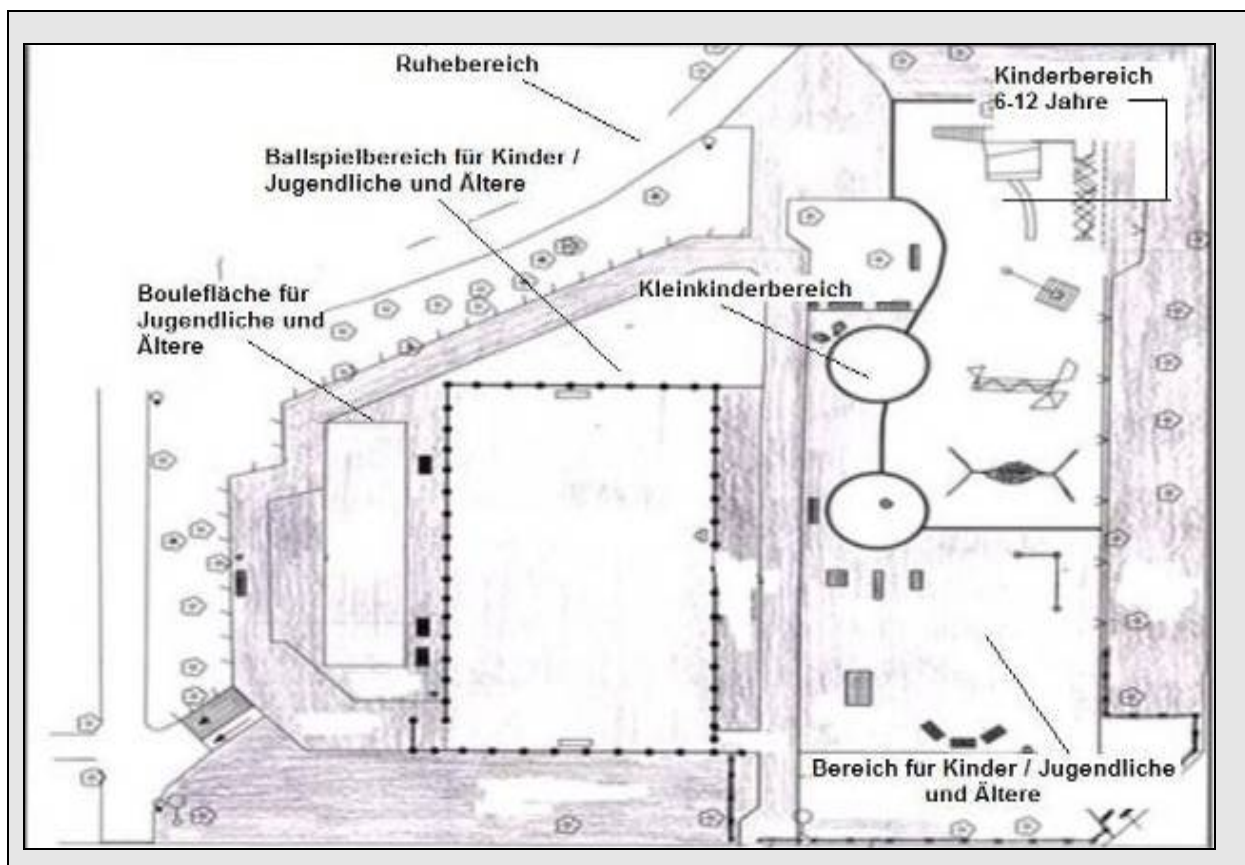 Ruhebereich
Kinderbereich
6-12 Jahre
Ballspielbereich für Kinder /
Jugendliche und Ältere
Boulefläche für
Jugendliche und
Ältere
Kleinkinderbereich
Bereich für Kinder / Jugendliche
und Ältere